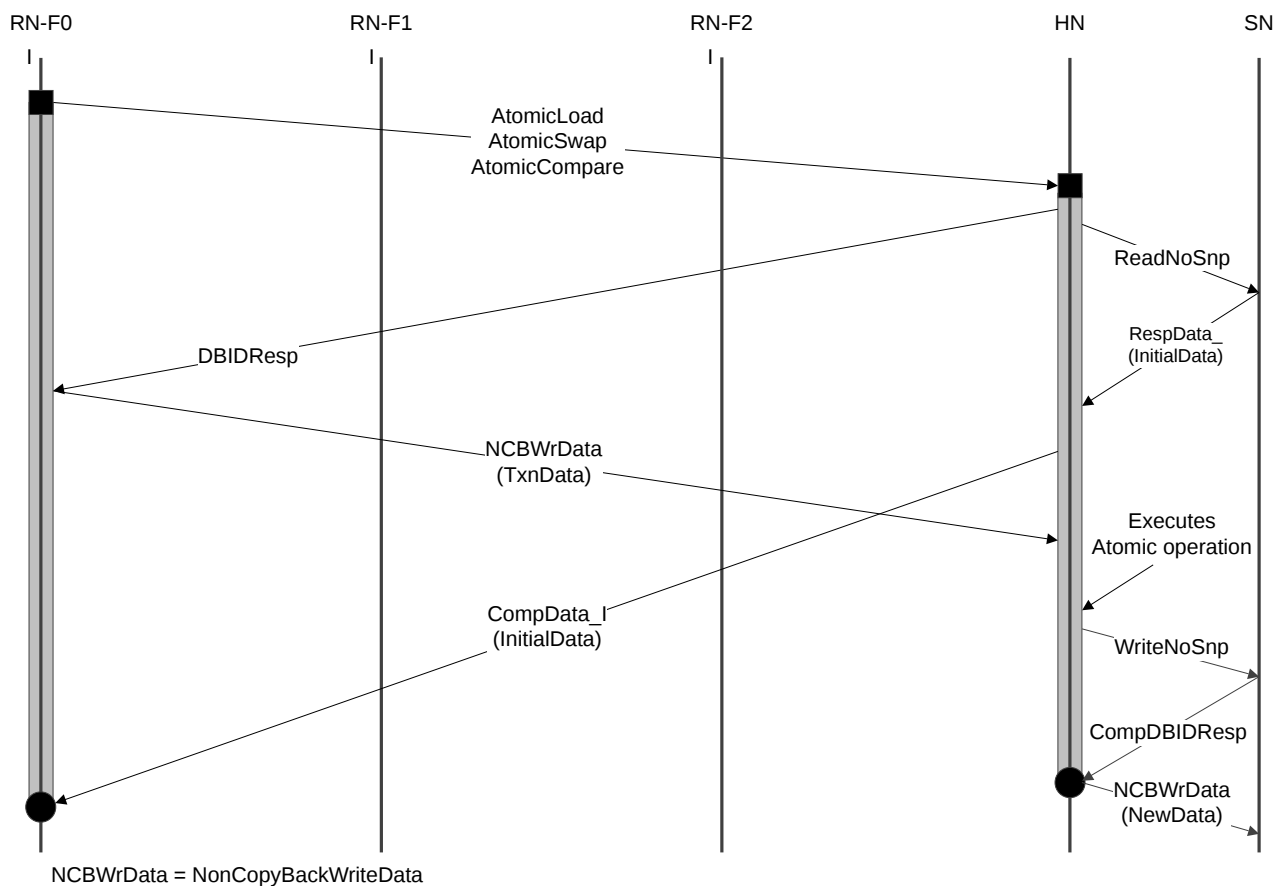 RN-F0
RN-F1
RN-F2
HN
SN
I
I
I
AtomicLoad
AtomicSwap
AtomicCompare
ReadNoSnp
RespData_
(InitialData)
DBIDResp
NCBWrData
(TxnData)
Executes
Atomic operation
CompData_I
(InitialData)
WriteNoSnp
CompDBIDResp
NCBWrData
(NewData)
NCBWrData = NonCopyBackWriteData